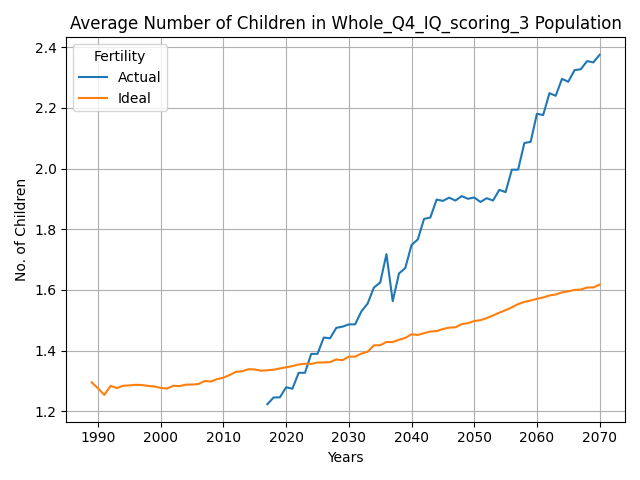 Average Number of Children in Whole_Q4_IQ_scoring_3 Population
Fertility
Actual
Ideal
No. of Children
2.4
2.2
2.0
1.8
1.6
1.4
1.2
1990 2000 2010 2020 2030 2040 2050 2060 2070
Years